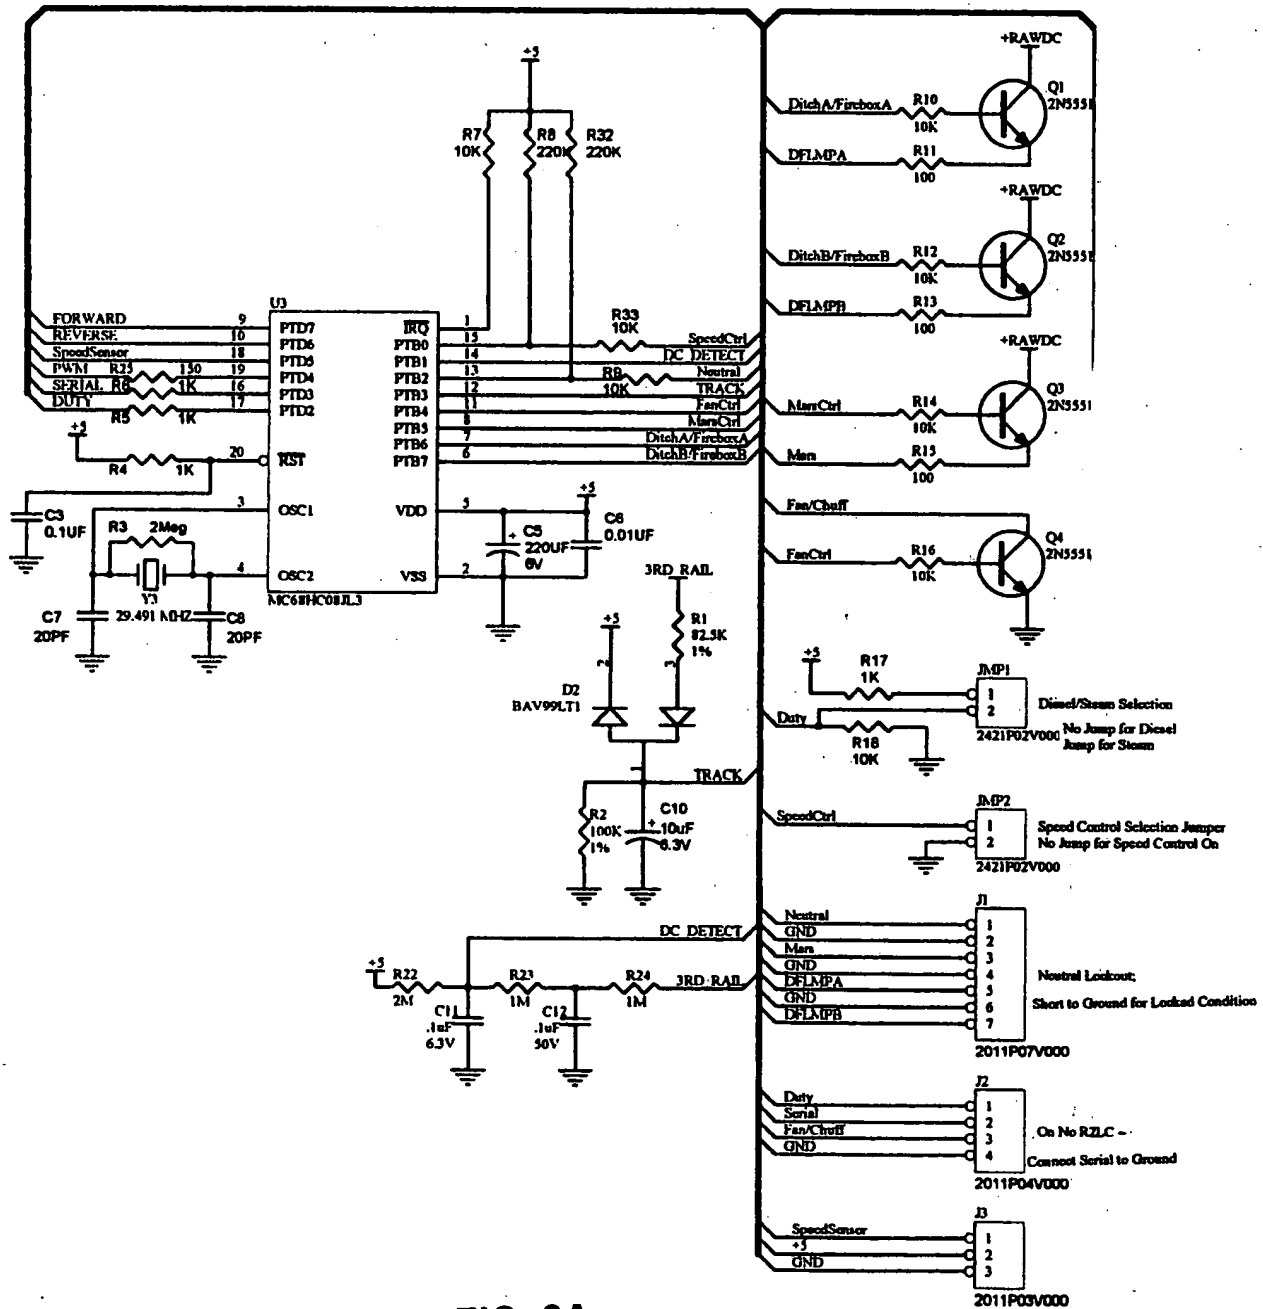 +5
R7
10K
R8
220K
R32
220K
U3
FORWARD 9 PTD7
REVERSE 10 PTD6
SpeedSensor 18 PTD5
PWM R25 150 19 PTD4
SERIAL R6 1K 16 PTD3
DUTY R5 1K 17 PTD2
+5
R4 1K 20 RST
C3
0.1UF
3 OSC1
R3 2Meg
4 OSC2
Y3
29.491 MHZ
C7
20PF
C8
20PF
MC68HC08JL3
IRQ 1
PTB0 15 R33 10K SpeedCtrl
PTB1 14 DC DETECT
PTB2 13 R9 10K Neutral
PTB3 12 TRACK
PTB4 11 FanCtrl
PTB5 8 MarsCtrl
PTB6 7 DitchA/FireboxA
PTB7 6 DitchB/FireboxB
VDD 5
VSS 2
+5
C5
+
220UF
6V
C6
0.01UF
3RD RAIL
R1
82.5K
1%
+5
2
3
D2
BAV99LT1
1
TRACK
R2
100K
1%
C10
+
10uF
6.3V
DC DETECT
+5
R22
2M
R23
1M
R24
1M
3RD RAIL
C11
.1uF
6.3V
C12
.1uF
50V
+RAWDC
Q1
2N5551
DitchA/FireboxA R10
10K
DFLMPA R11
100
+RAWDC
Q2
2N5551
DitchB/FireboxB R12
10K
DFLMPB R13
100
+RAWDC
Q3
2N5551
MarsCtrl R14
10K
Mars R15
100
Fan/Chuff
Q4
2N5551
FanCtrl R16
10K
+5
R17
1K
JMP1
1
2
Duty
R18
10K
2421P02V000
Diesel/Steam Selection
No Jump for Diesel
Jump for Steam
SpeedCtrl
JMP2
1
2
2421P02V000
Speed Control Selection Jumper
No Jump for Speed Control On
J1
Neutral 1
GND 2
Mars 3
GND 4
DFLMPA 5
GND 6
DFLMPB 7
2011P07V000
Neutral Lockout;
Short to Ground for Locked Condition
J2
Duty 1
Serial 2
Fan/Chuff 3
GND 4
2011P04V000
On No R2LC -
Connect Serial to Ground
J3
SpeedSensor 1
+5 2
GND 3
2011P03V000